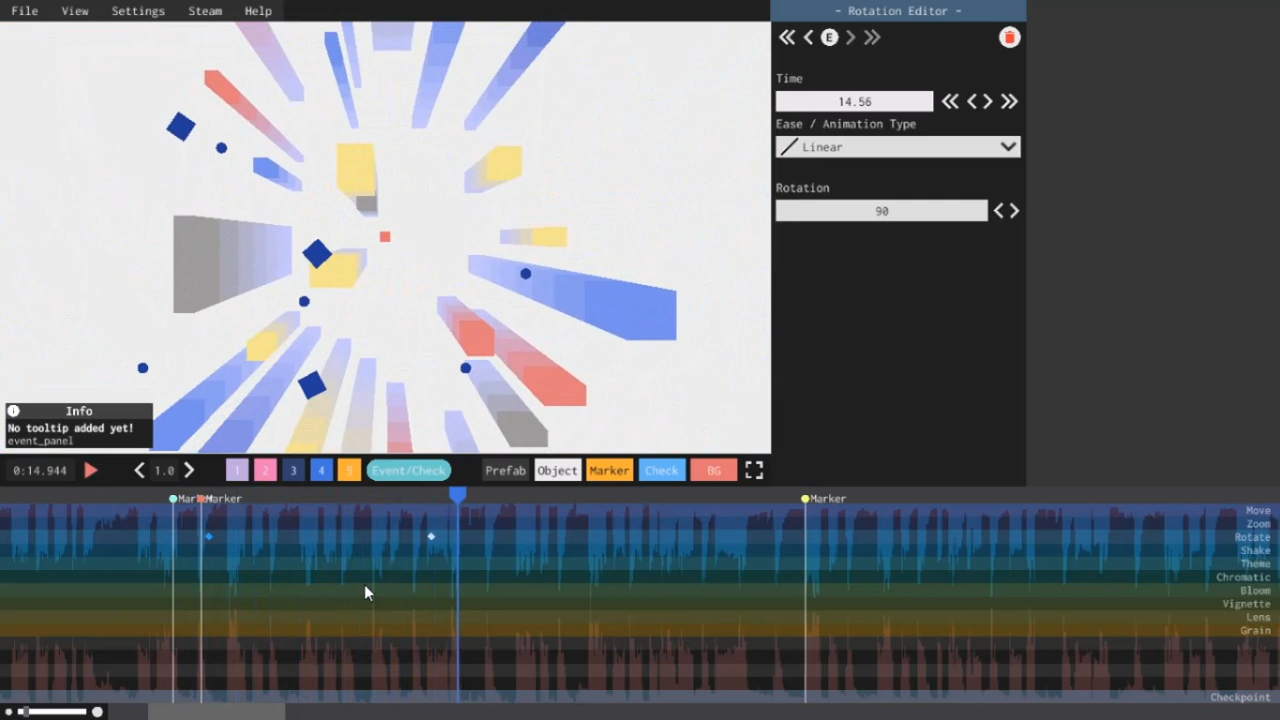 File View Settings Steam Help
- Rotation Editor -
E
Time
14.56
Ease / Animation Type
Linear
Rotation
90
Info
No tooltip added yet!
event_panel
0:14.944 1.0 1 2 3 4 5 Event/Check Prefab Object Marker Check BG
Marker Marker
Move
Zoom
Rotate
Shake
Theme
Chromatic
Bloom
Vignette
Lens
Grain
Checkpoint